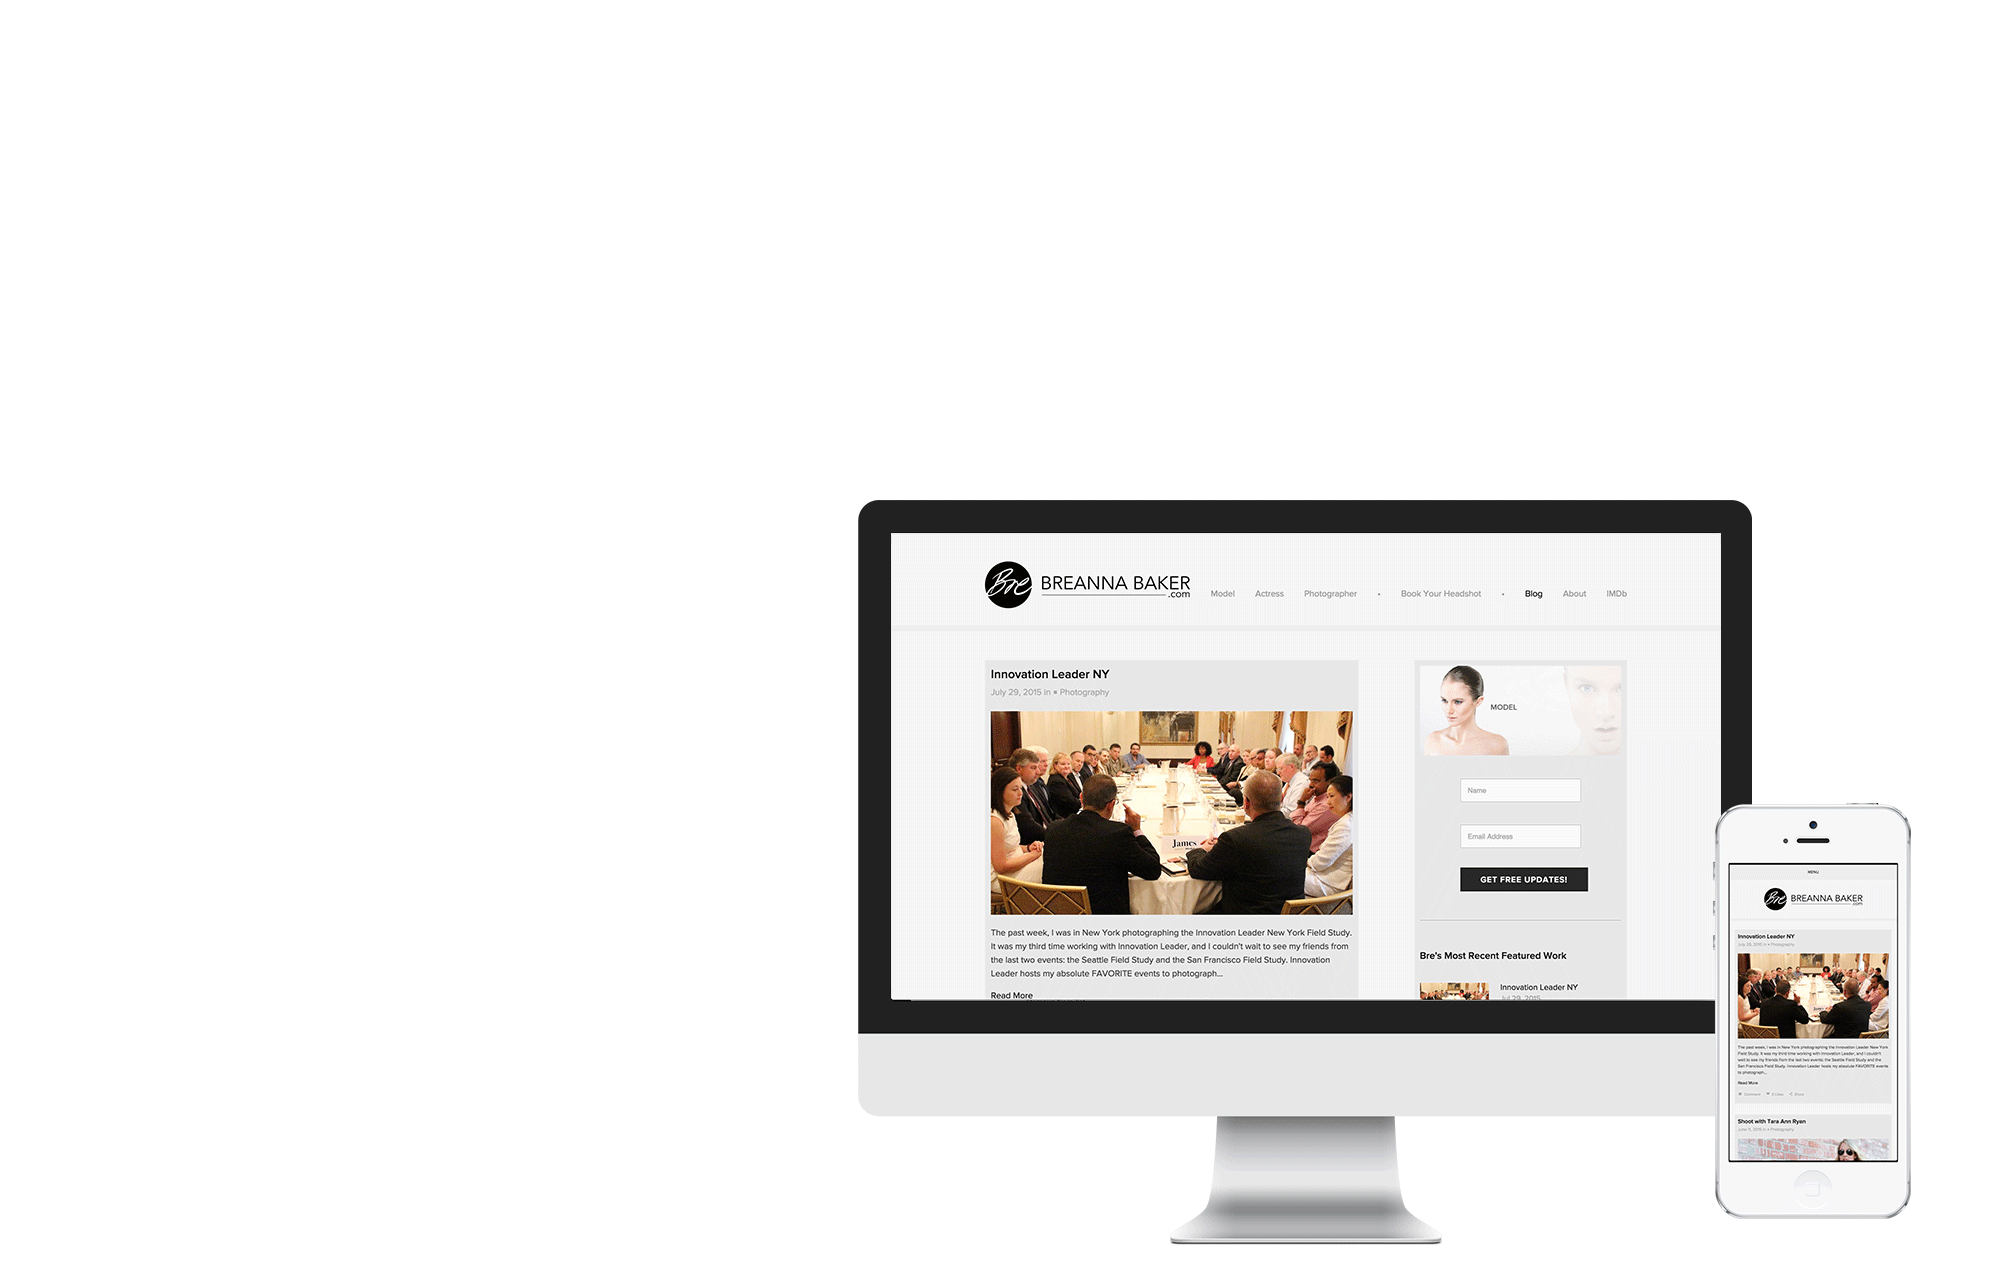 Bre
BREANNA BAKER
.com
Model Actress Photographer • Book Your Headshot • Blog About IMDb
Innovation Leader NY
July 29, 2015 in ■ Photography
James
The past week, I was in New York photographing the Innovation Leader New York Field Study.
It was my third time working with Innovation Leader, and I couldn't wait to see my friends from
the last two events: the Seattle Field Study and the San Francisco Field Study. Innovation
Leader hosts my absolute FAVORITE events to photograph...
Read More
MODEL
Name
Email Address
GET FREE UPDATES!
Bre's Most Recent Featured Work
Innovation Leader NY
Jul 29, 2015
MENU
Bre
BREANNA BAKER
.com
Innovation Leader NY
July 29, 2015 in ■ Photography
The past week, I was in New York photographing the Innovation Leader New York
Field Study. It was my third time working with Innovation Leader, and I couldn't
wait to see my friends from the last two events: the Seattle Field Study and the
San Francisco Field Study. Innovation Leader hosts my absolute FAVORITE events
to photograph...
Read More
Comment Share
Shoot with Tara Ann Ryan
June 11, 2015 in ■ Photography